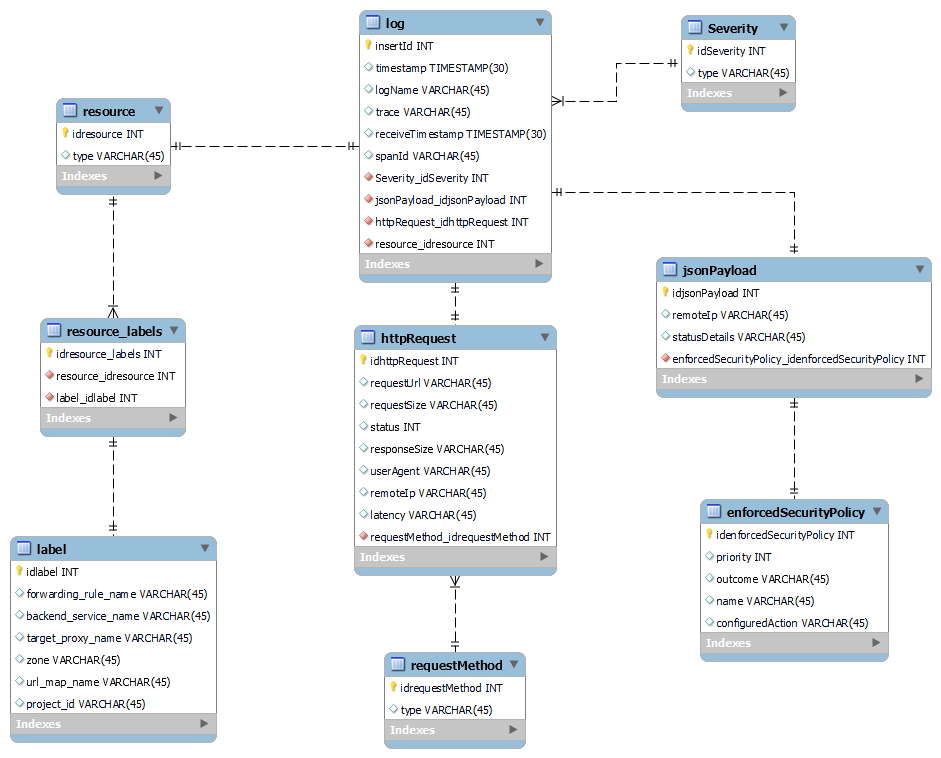 log
insertId INT
timestamp TIMESTAMP(30)
logName VARCHAR(45)
trace VARCHAR(45)
receiveTimestamp TIMESTAMP(30)
spanId VARCHAR(45)
Severity_idSeverity INT
jsonPayload_idjsonPayload INT
httpRequest_idhttpRequest INT
resource_idresource INT
Indexes
Severity
idSeverity INT
type VARCHAR(45)
Indexes
resource
idresource INT
type VARCHAR(45)
Indexes
jsonPayload
idjsonPayload INT
remoteIp VARCHAR(45)
statusDetails VARCHAR(45)
enforcedSecurityPolicy_idenforcedSecurityPolicy INT
Indexes
resource_labels
idresource_labels INT
resource_idresource INT
label_idlabel INT
Indexes
httpRequest
idhttpRequest INT
requestUrl VARCHAR(45)
requestSize VARCHAR(45)
status INT
responseSize VARCHAR(45)
userAgent VARCHAR(45)
remoteIp VARCHAR(45)
latency VARCHAR(45)
requestMethod_idrequestMethod INT
Indexes
enforcedSecurityPolicy
idenforcedSecurityPolicy INT
priority INT
outcome VARCHAR(45)
name VARCHAR(45)
configuredAction VARCHAR(45)
Indexes
label
idlabel INT
forwarding_rule_name VARCHAR(45)
backend_service_name VARCHAR(45)
target_proxy_name VARCHAR(45)
zone VARCHAR(45)
url_map_name VARCHAR(45)
project_id VARCHAR(45)
Indexes
requestMethod
idrequestMethod INT
type VARCHAR(45)
Indexes